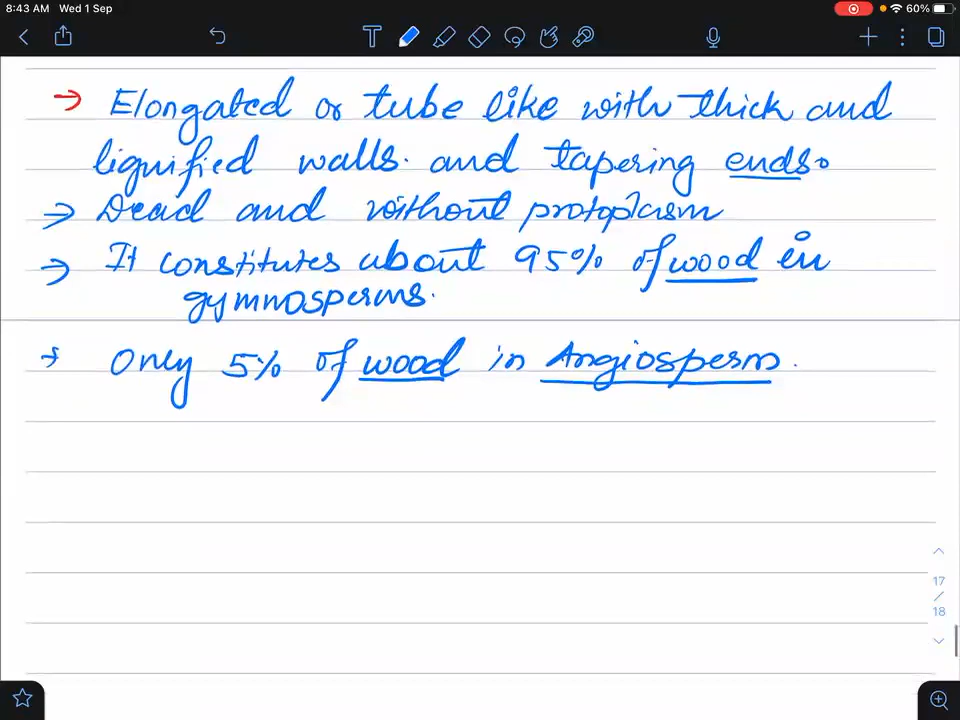 8:43 AM Wed 1 Sep
60%
→ Elongated or tube like with thick and
lignified walls. and tapering ends.
→ Dead and without protoplasm
→ It constitutes about 95% of wood in
gymnosperms.
→ Only 5% of wood in Angiosperm.
17
/
18